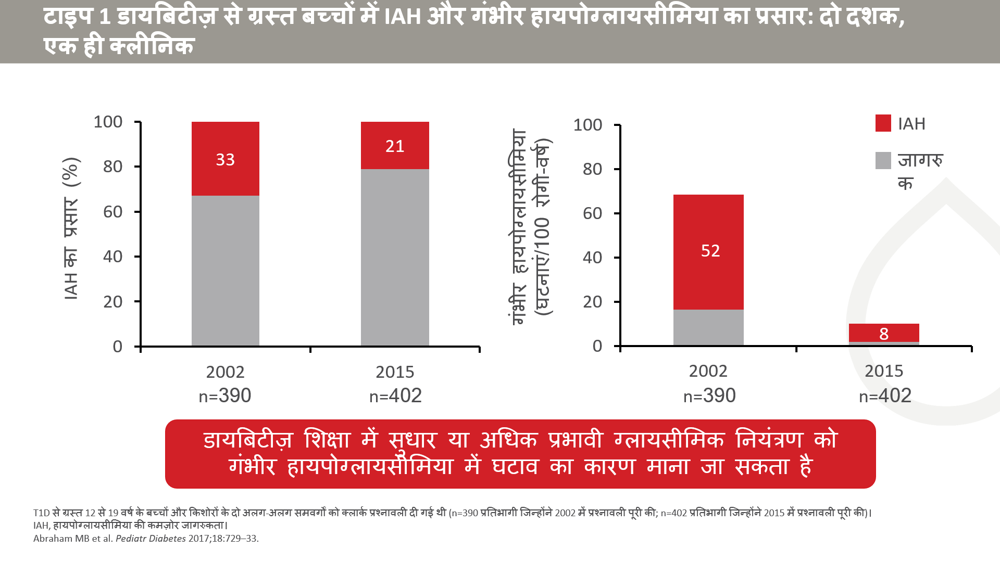 टाइप 1 डायबिटीज़ से ग्रस्त बच्चों में IAH और गंभीर हायपोग्लायसीमिया का प्रसार: दो दशक,
एक ही क्लीनिक
IAH का प्रसार (%)
100
80
60
40
20
0
33
21
2002
2015
n=390
n=402
गंभीर हायपोग्लायसीमिया
(घटनाएं/100 रोगी-वर्ष)
100
80
60
40
20
0
52
8
2002
2015
n=390
n=402
IAH
जागरु
क
डायबिटीज़ शिक्षा में सुधार या अधिक प्रभावी ग्लायसीमिक नियंत्रण को
गंभीर हायपोग्लायसीमिया में घटाव का कारण माना जा सकता है
T1D से ग्रस्त 12 से 19 वर्ष के बच्चों और किशोरों के दो अलग-अलग समवर्गों को क्लार्क प्रश्नावली दी गई थी (n=390 प्रतिभागी जिन्होंने 2002 में प्रश्नावली पूरी की; n=402 प्रतिभागी जिन्होंने 2015 में प्रश्नावली पूरी की)।
IAH, हायपोग्लायसीमिया की कमज़ोर जागरुकता।
Abraham MB et al. Pediatr Diabetes 2017;18:729–33.